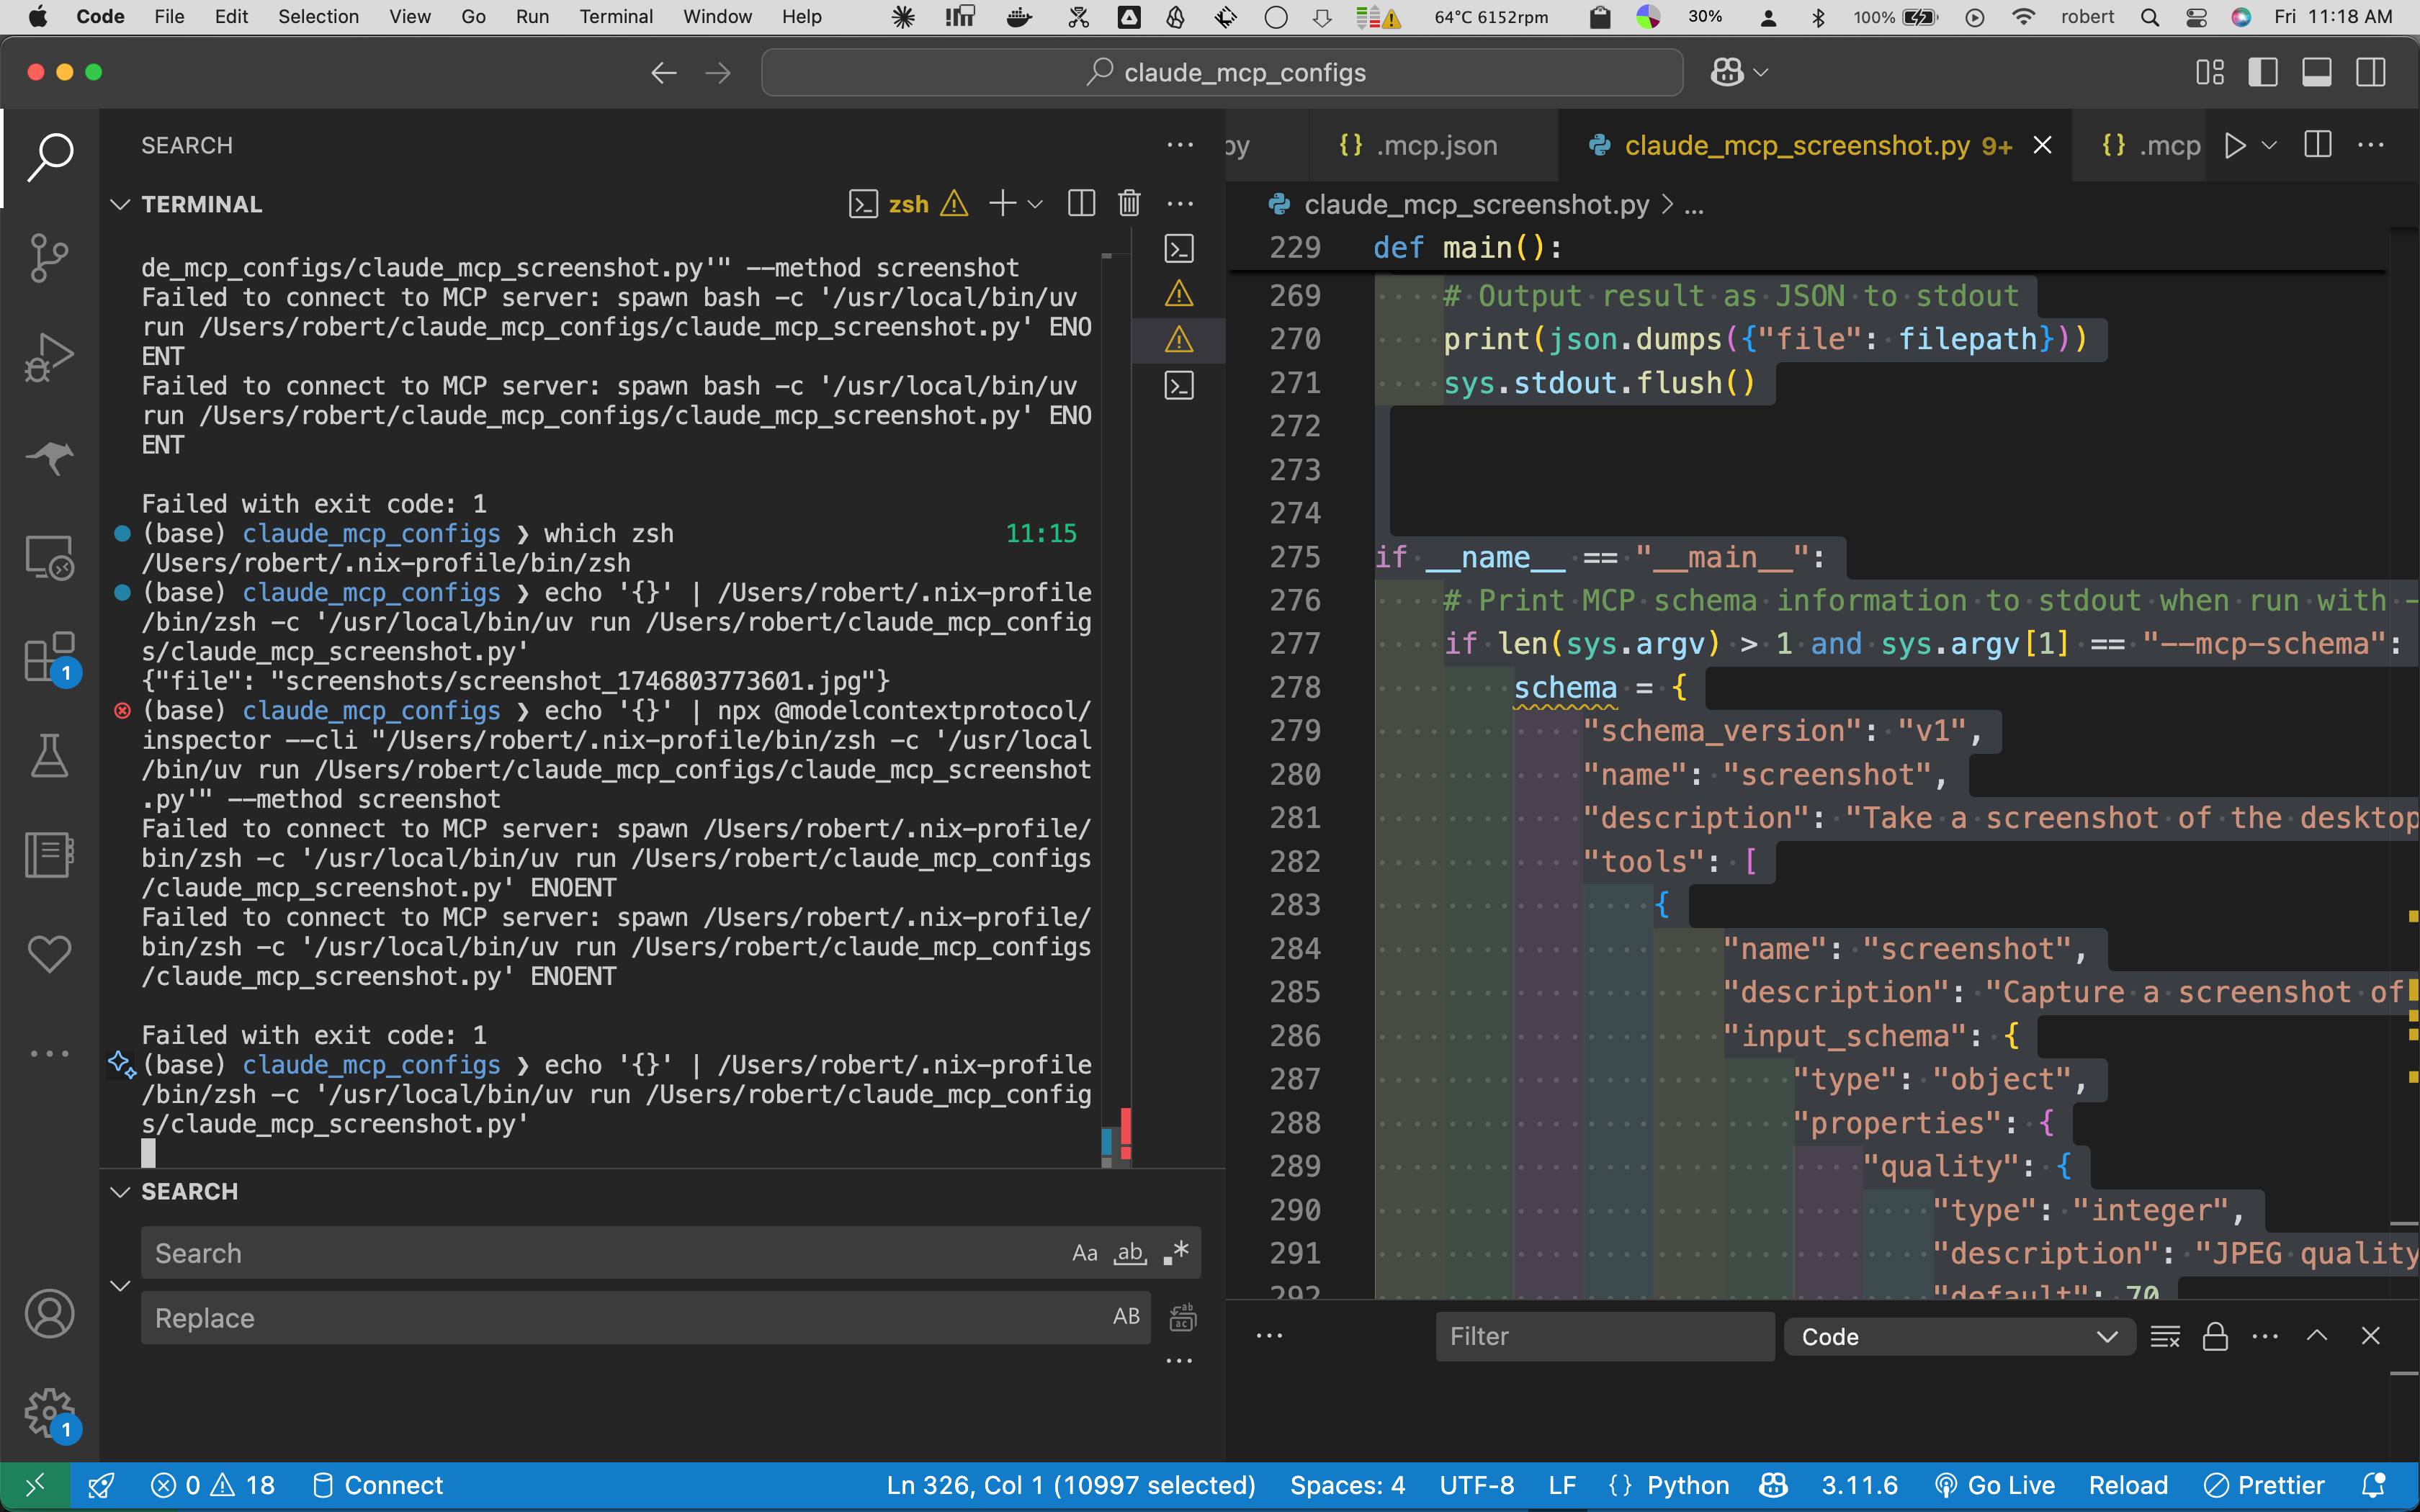 Code File Edit Selection View Go Run Terminal Window Help 64°C 6152rpm 30% 100% robert Fri 11:18 AM
claude_mcp_configs
SEARCH
TERMINAL
zsh
de_mcp_configs/claude_mcp_screenshot.py'" --method screenshot
Failed to connect to MCP server: spawn bash -c '/usr/local/bin/uv
run /Users/robert/claude_mcp_configs/claude_mcp_screenshot.py' ENO
ENT
Failed to connect to MCP server: spawn bash -c '/usr/local/bin/uv
run /Users/robert/claude_mcp_configs/claude_mcp_screenshot.py' ENO
ENT
Failed with exit code: 1
(base) claude_mcp_configs ❯ which zsh 11:15
/Users/robert/.nix-profile/bin/zsh
(base) claude_mcp_configs ❯ echo '{}' | /Users/robert/.nix-profile
/bin/zsh -c '/usr/local/bin/uv run /Users/robert/claude_mcp_config
s/claude_mcp_screenshot.py'
{"file": "screenshots/screenshot_1746803773601.jpg"}
(base) claude_mcp_configs ❯ echo '{}' | npx @modelcontextprotocol/
inspector --cli "/Users/robert/.nix-profile/bin/zsh -c '/usr/local
/bin/uv run /Users/robert/claude_mcp_configs/claude_mcp_screenshot
.py'" --method screenshot
Failed to connect to MCP server: spawn /Users/robert/.nix-profile/
bin/zsh -c '/usr/local/bin/uv run /Users/robert/claude_mcp_configs
/claude_mcp_screenshot.py' ENOENT
Failed to connect to MCP server: spawn /Users/robert/.nix-profile/
bin/zsh -c '/usr/local/bin/uv run /Users/robert/claude_mcp_configs
/claude_mcp_screenshot.py' ENOENT
Failed with exit code: 1
(base) claude_mcp_configs ❯ echo '{}' | /Users/robert/.nix-profile
/bin/zsh -c '/usr/local/bin/uv run /Users/robert/claude_mcp_config
s/claude_mcp_screenshot.py'
SEARCH
Search Aa ab .*
Replace AB
1
1
py {} .mcp.json claude_mcp_screenshot.py 9+ {} .mcp
claude_mcp_screenshot.py > ...
229 def main():
269 # Output result as JSON to stdout
270 print(json.dumps({"file": filepath}))
271 sys.stdout.flush()
272
273
274
275 if __name__ == "__main__":
276 # Print MCP schema information to stdout when run with -
277 if len(sys.argv) > 1 and sys.argv[1] == "--mcp-schema":
278 schema = {
279 "schema_version": "v1",
280 "name": "screenshot",
281 "description": "Take a screenshot of the desktop
282 "tools": [
283 {
284 "name": "screenshot",
285 "description": "Capture a screenshot of
286 "input_schema": {
287 "type": "object",
288 "properties": {
289 "quality": {
290 "type": "integer",
291 "description": "JPEG quality
292 "default": 70
Filter Code
0 18 Connect Ln 326, Col 1 (10997 selected) Spaces: 4 UTF-8 LF {} Python 3.11.6 Go Live Reload Prettier